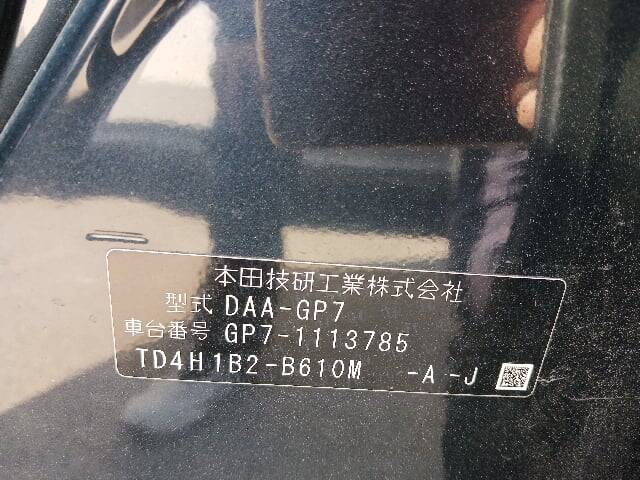 本田技研工業株式会社
型式 DAA-GP7
車台番号 GP7-1113785
TD4H1B2-B610M -A-J